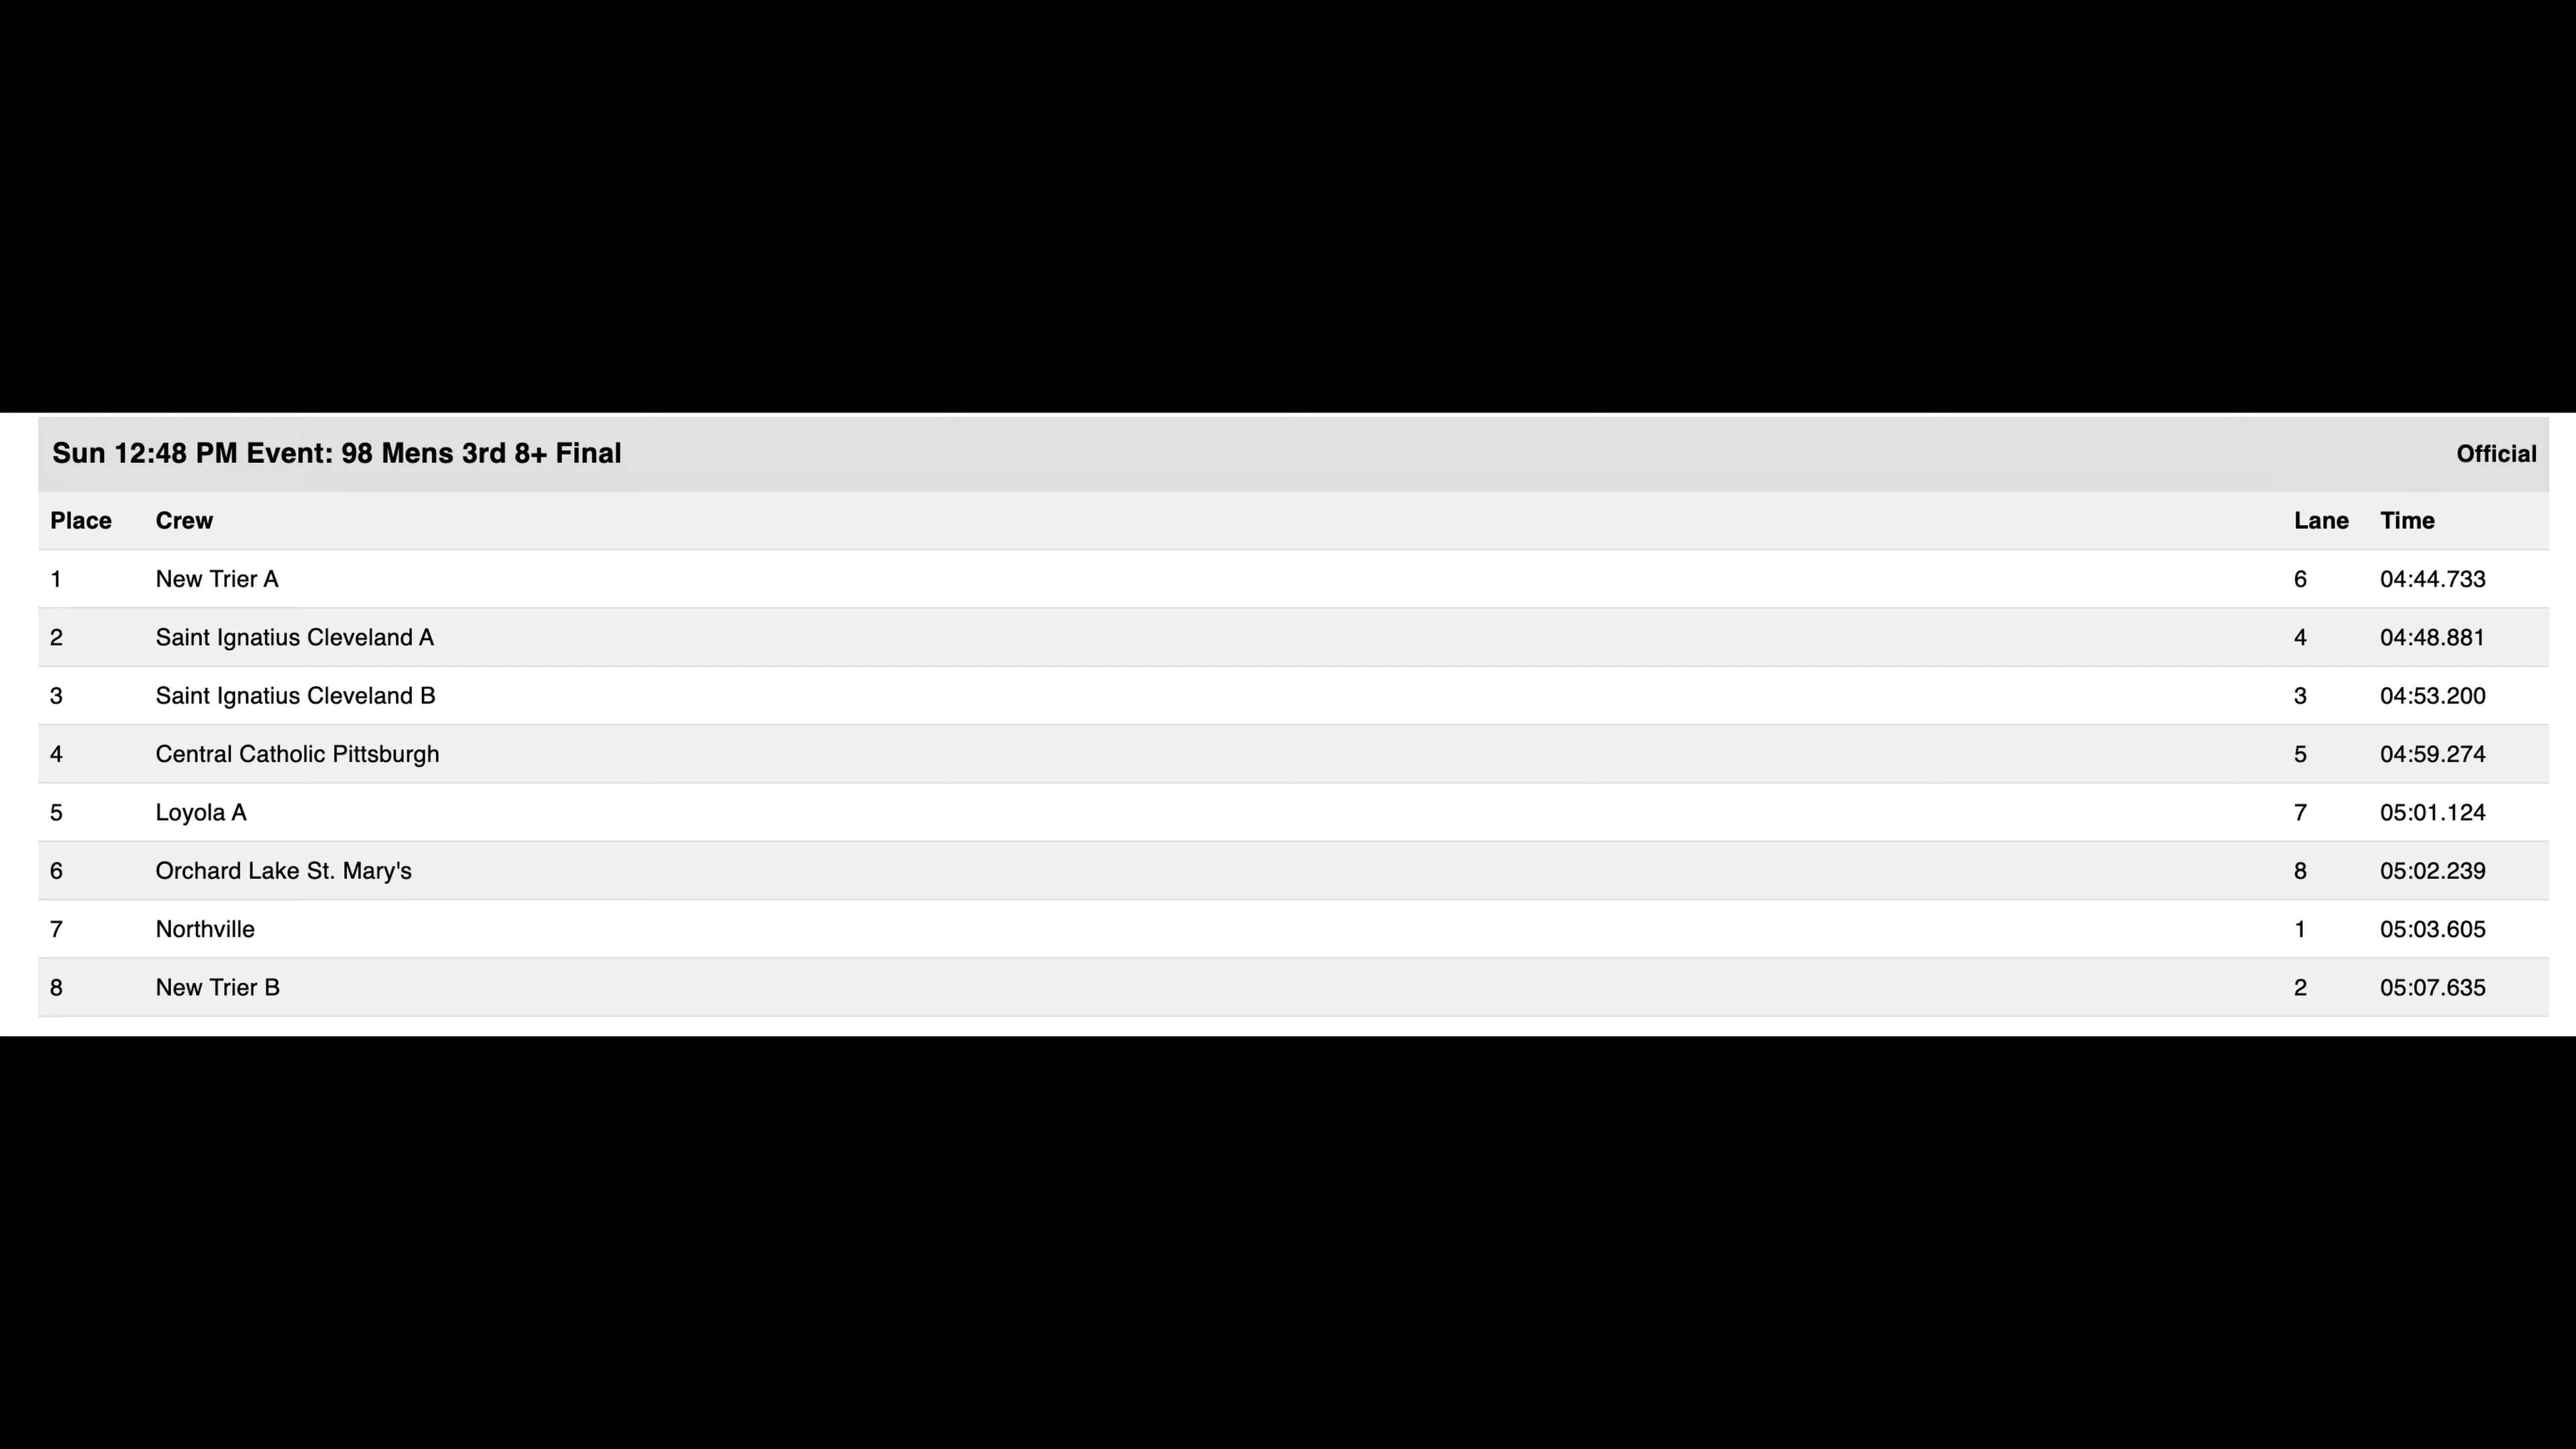 Sun 12:48 PM Event: 98 Mens 3rd 8+ Final Official
Place Crew Lane Time
1 New Trier A 6 04:44.733
2 Saint Ignatius Cleveland A 4 04:48.881
3 Saint Ignatius Cleveland B 3 04:53.200
4 Central Catholic Pittsburgh 5 04:59.274
5 Loyola A 7 05:01.124
6 Orchard Lake St. Mary's 8 05:02.239
7 Northville 1 05:03.605
8 New Trier B 2 05:07.635